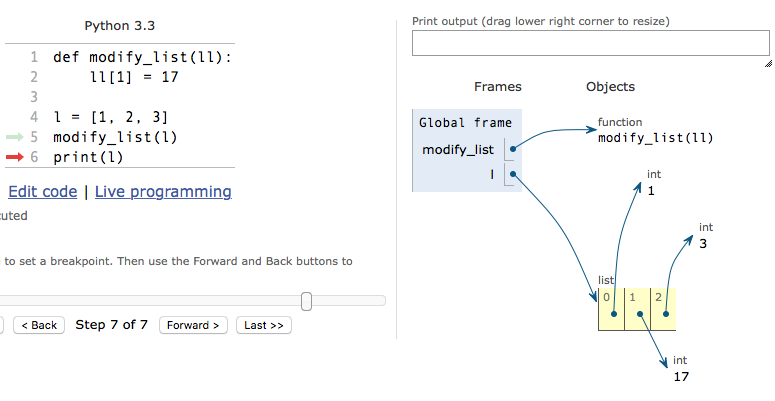 Python 3.3
1 def modify_list(ll):
2     ll[1] = 17
3
4 l = [1, 2, 3]
5 modify_list(l)
6 print(l)
Edit code | Live programming
uted
to set a breakpoint. Then use the Forward and Back buttons to
< Back Step 7 of 7 Forward > Last >>
Print output (drag lower right corner to resize)
Frames Objects
Global frame
modify_list
l
function
modify_list(ll)
int
1
int
3
list
0 1 2
int
17